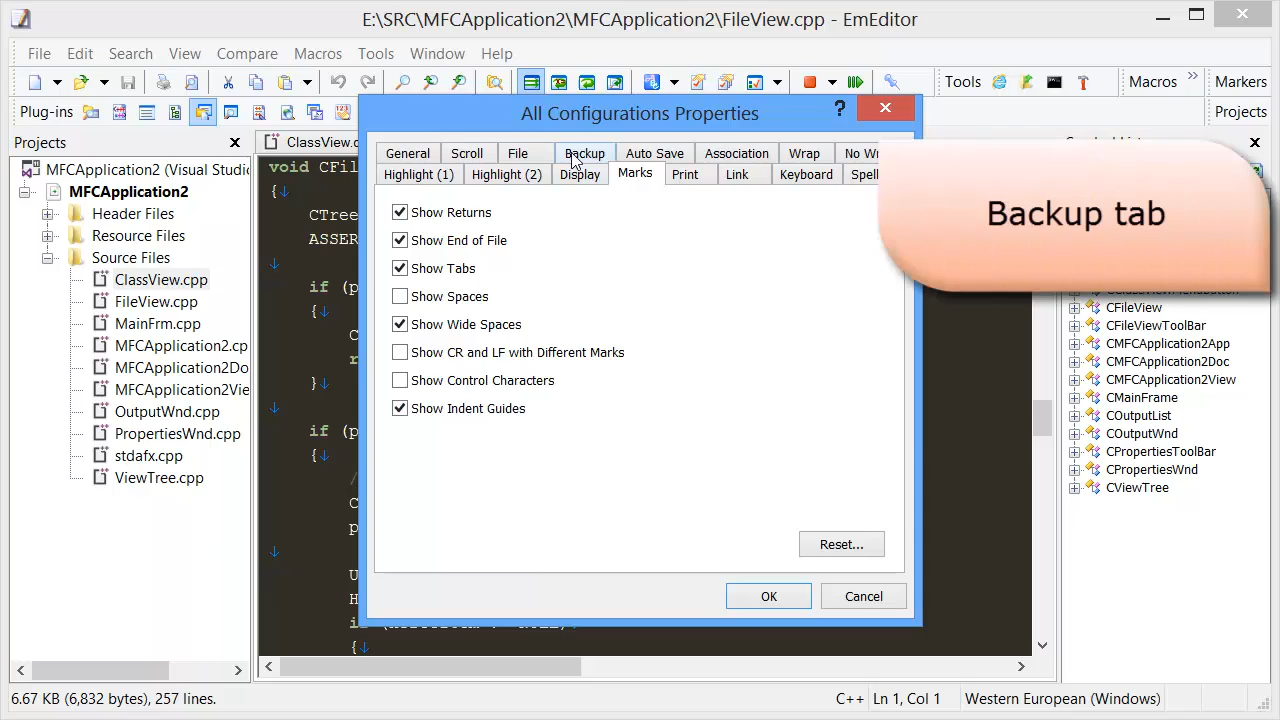 E:\SRC\MFCApplication2\MFCApplication2\FileView.cpp - EmEditor
File Edit Search View Compare Macros Tools Window Help
Tools Macros » Markers
Plug-ins Projects
Projects
MFCApplication2 (Visual Studi
MFCApplication2
Header Files
Resource Files
Source Files
ClassView.cpp
FileView.cpp
MainFrm.cpp
MFCApplication2.cp
MFCApplication2Do
MFCApplication2Vie
OutputWnd.cpp
PropertiesWnd.cpp
stdafx.cpp
ViewTree.cpp
ClassView.c
void CFil
{↓
CTree
ASSER
↓
if (p
{↓
C
r
}↓
↓
if (p
{↓
/
C
p
↓
U
H
{↓
All Configurations Properties
General Scroll File Backup Auto Save Association Wrap No Wr
Highlight (1) Highlight (2) Display Marks Print Link Keyboard Spell
Show Returns
Show End of File
Show Tabs
Show Spaces
Show Wide Spaces
Show CR and LF with Different Marks
Show Control Characters
Show Indent Guides
Reset...
OK Cancel
Backup tab
CFileView
CFileViewToolBar
CMFCApplication2App
CMFCApplication2Doc
CMFCApplication2View
CMainFrame
COutputList
COutputWnd
CPropertiesToolBar
CPropertiesWnd
CViewTree
6.67 KB (6,832 bytes), 257 lines. C++ Ln 1, Col 1 Western European (Windows)